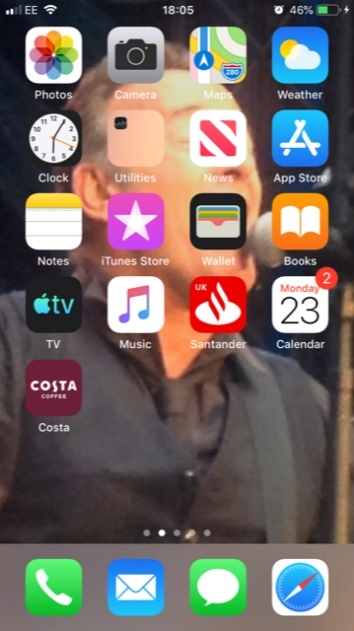 EE 18:05 46%
Photos Camera Maps Weather
280
Clock Utilities News App Store
Notes iTunes Store Wallet Books
tv UK Monday 2
23
TV Music Santander Calendar
COSTA
COFFEE
Costa